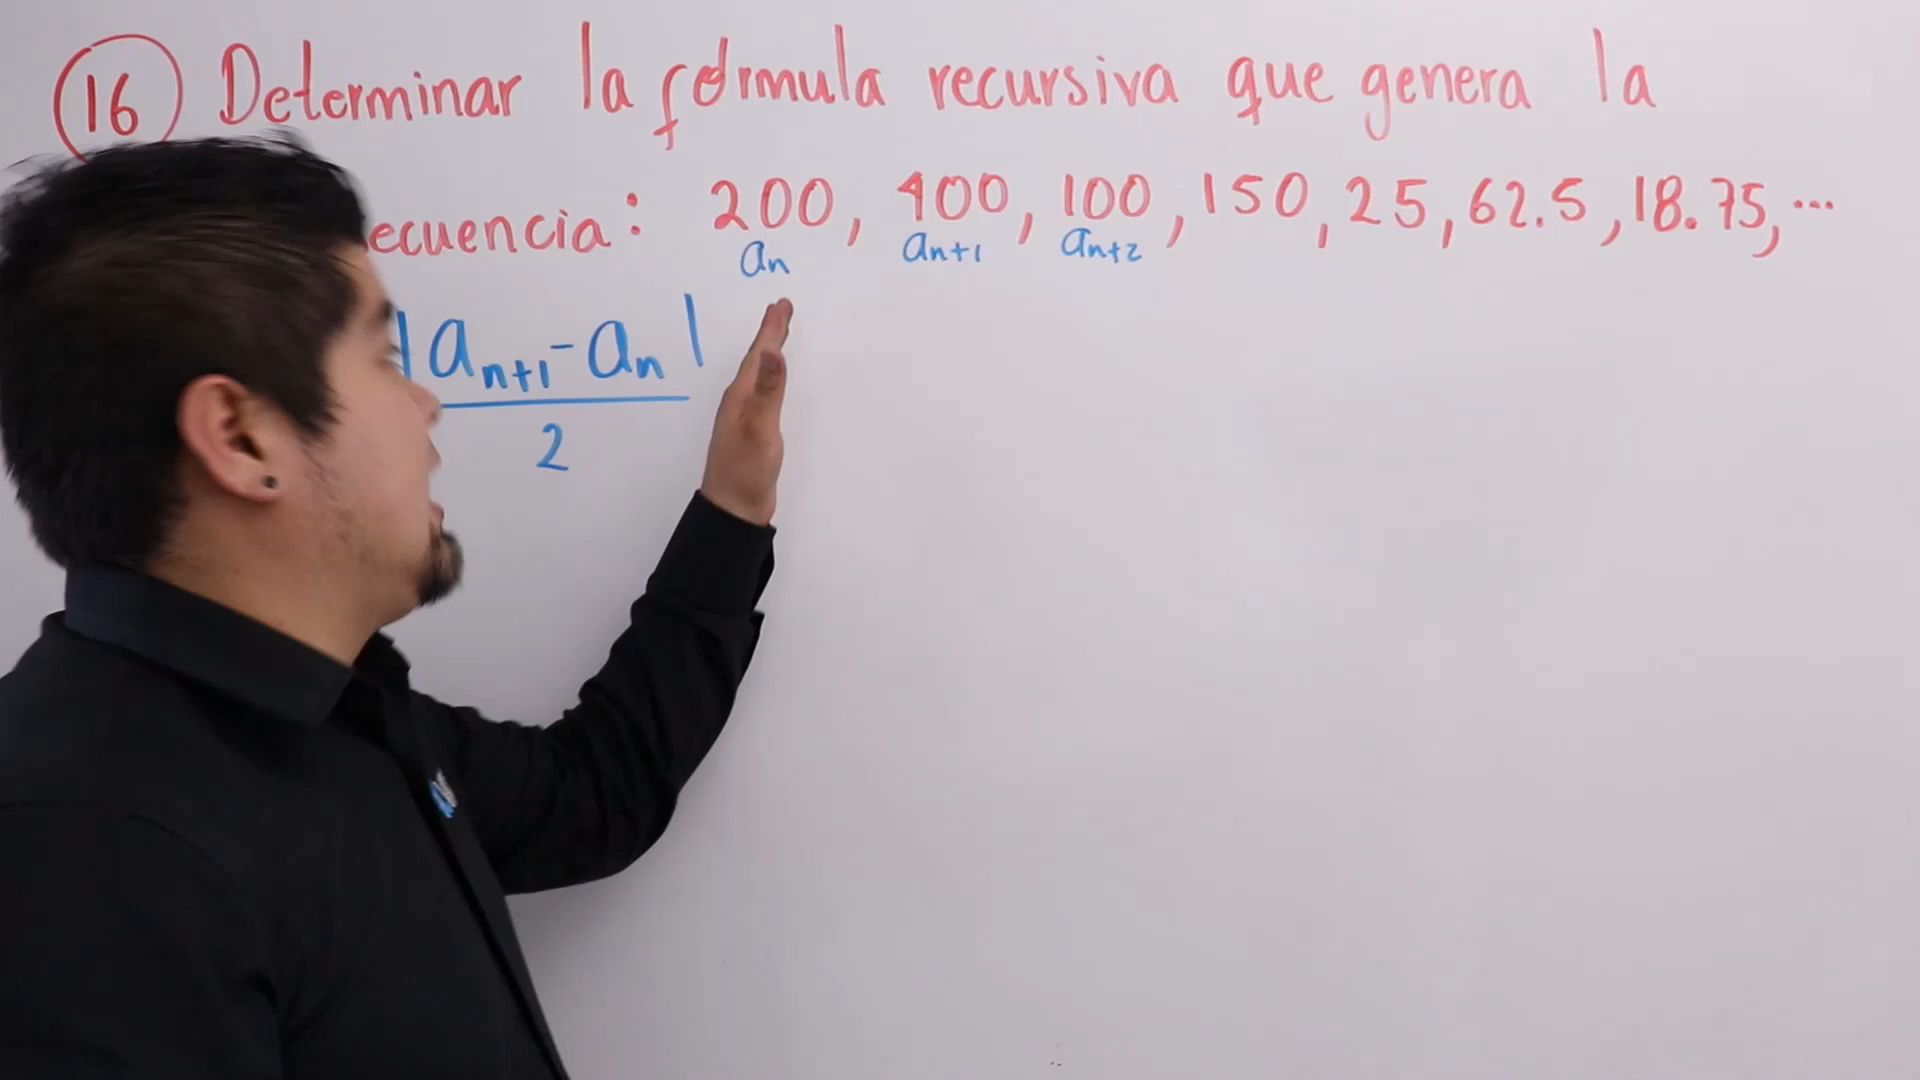 16 Determinar la fórmula recursiva que genera la
ecuencia: 200, 400, 100, 150, 25, 62.5, 18.75, ...
aₙ aₙ₊₁ aₙ₊₂
|aₙ₊₁ - aₙ|
2